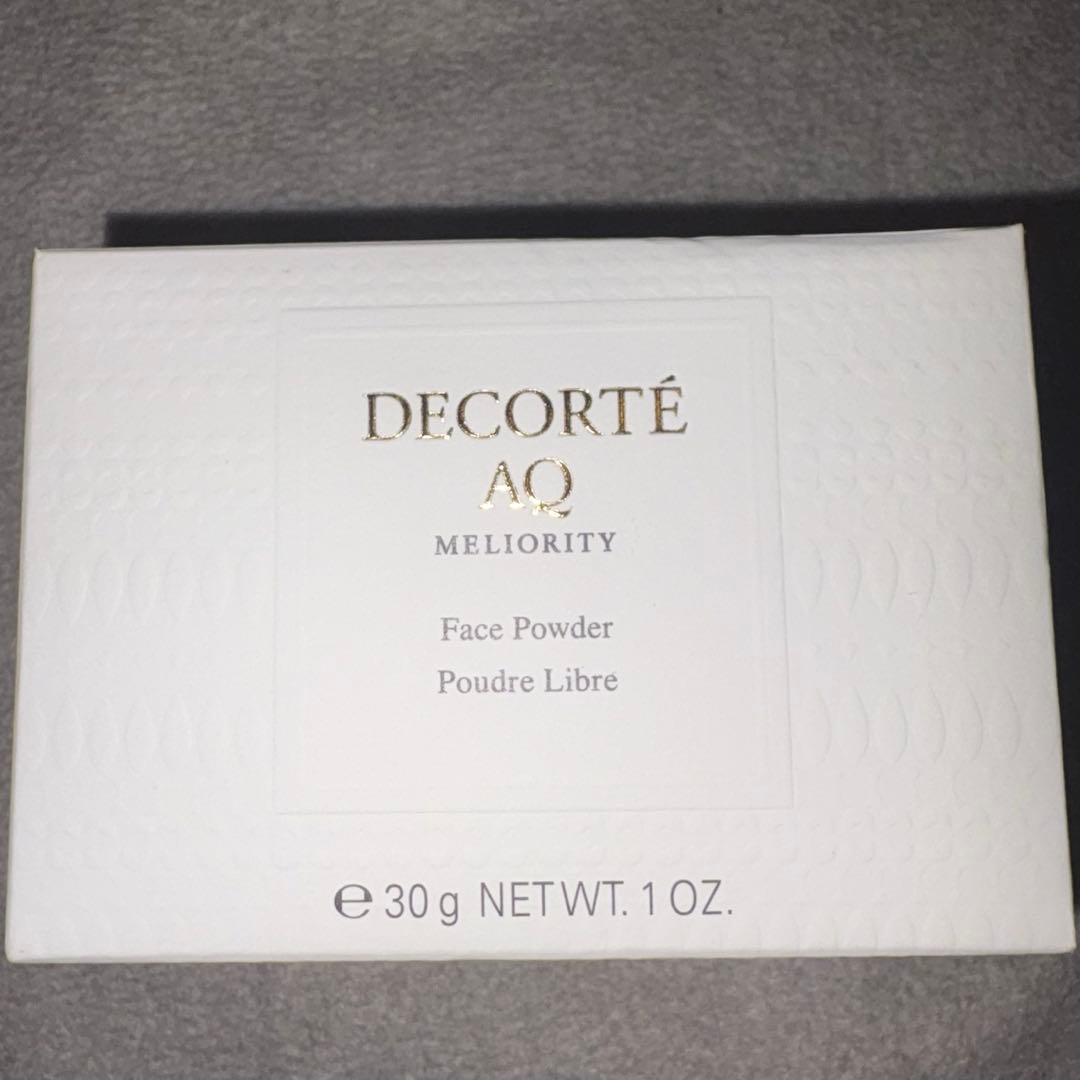 DECORTÉ
AQ
MELIORITY
Face Powder
Poudre Libre
℮ 30 g NET WT. 1 OZ.